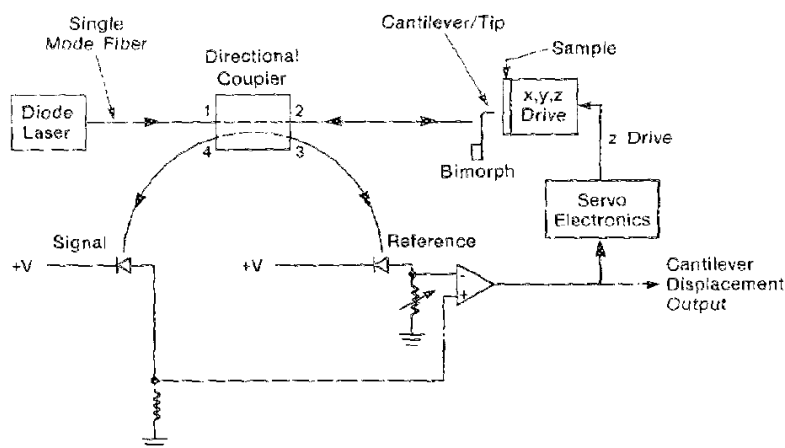 Single
Mode Fiber
Directional
Coupler
Cantilever/Tip
Sample
Diode
Laser
1
2
4
3
x,y,z
Drive
z Drive
Bimorph
Servo
Electronics
Signal
Reference
+V
+V
-
+
Cantilever
Displacement
Output